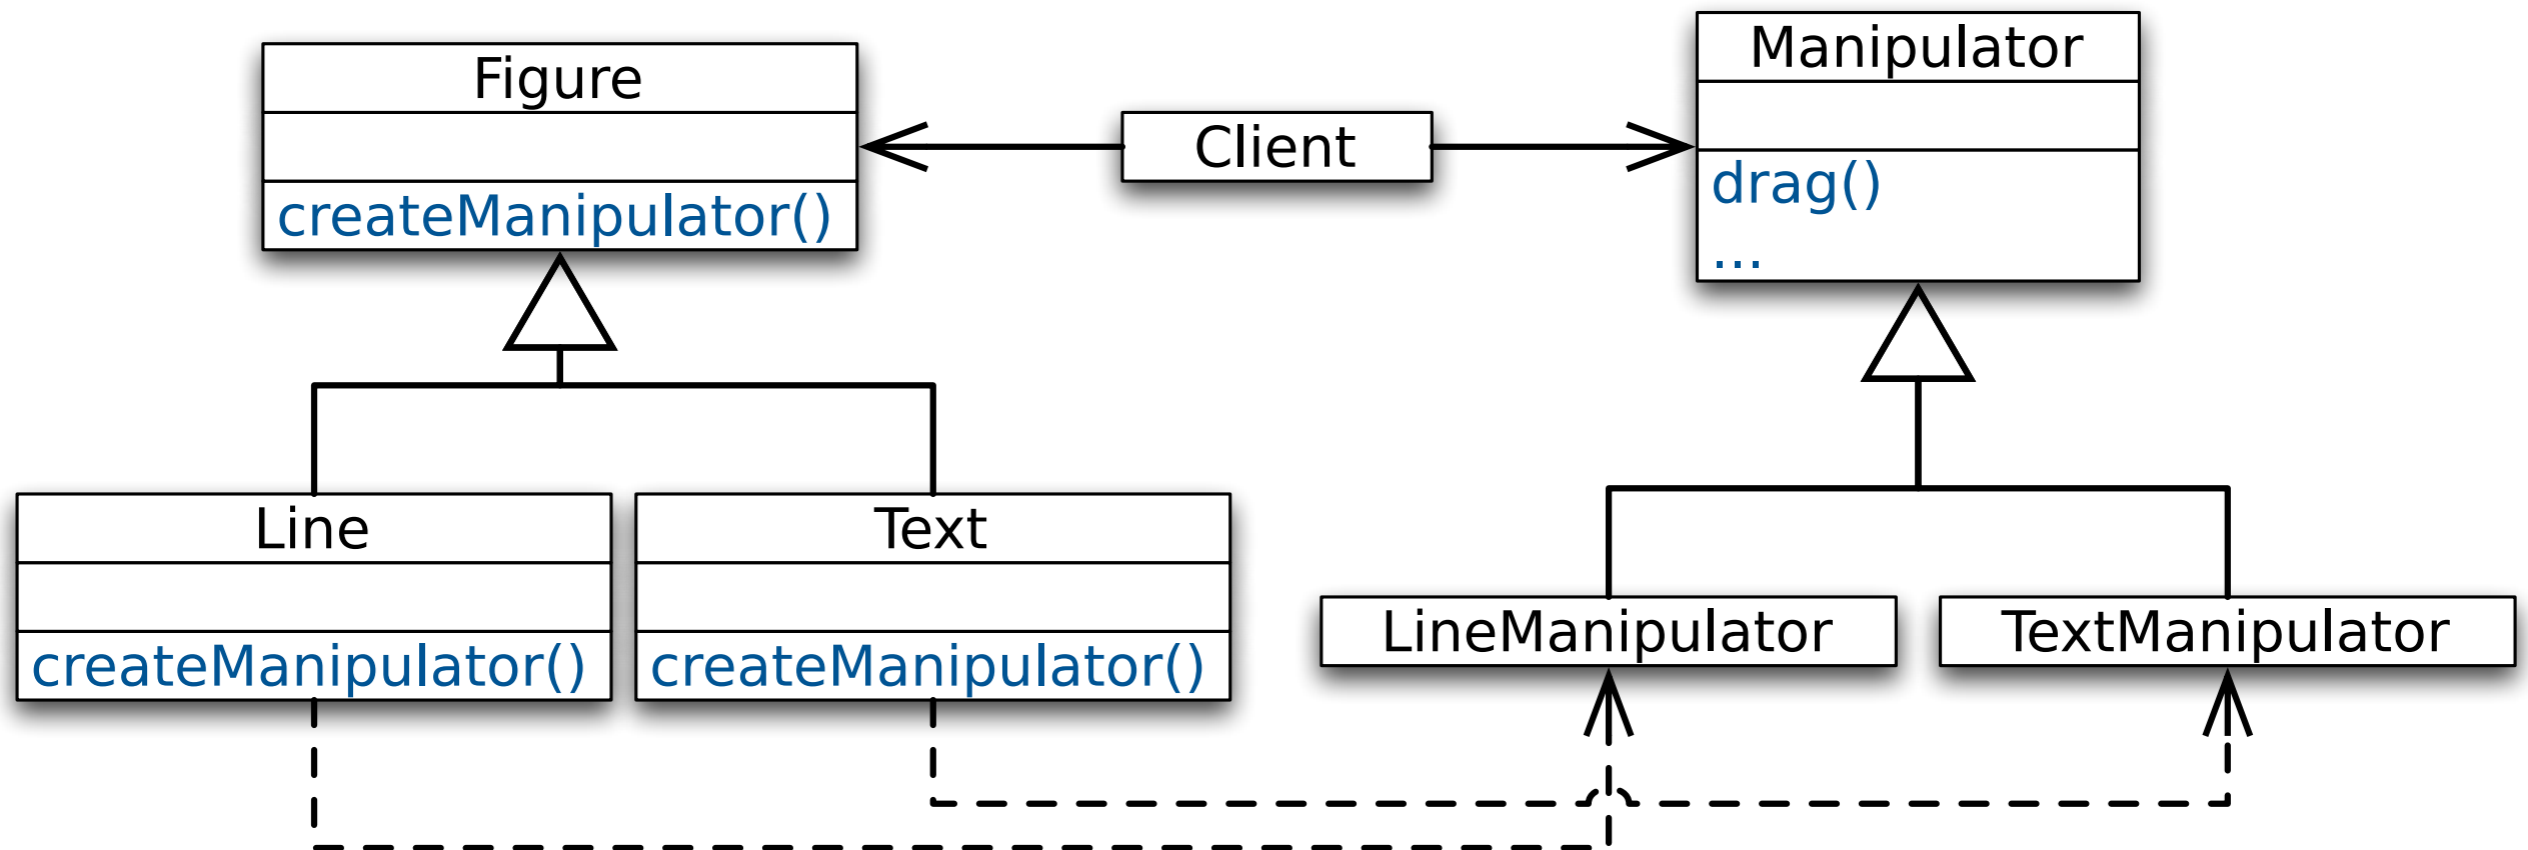 Figure
createManipulator()
Client
Manipulator
drag()
...
Line
createManipulator()
Text
createManipulator()
LineManipulator
TextManipulator